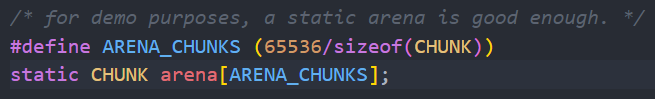 /* for demo purposes, a static arena is good enough. */
#define ARENA_CHUNKS (65536/sizeof(CHUNK))
static CHUNK arena[ARENA_CHUNKS];